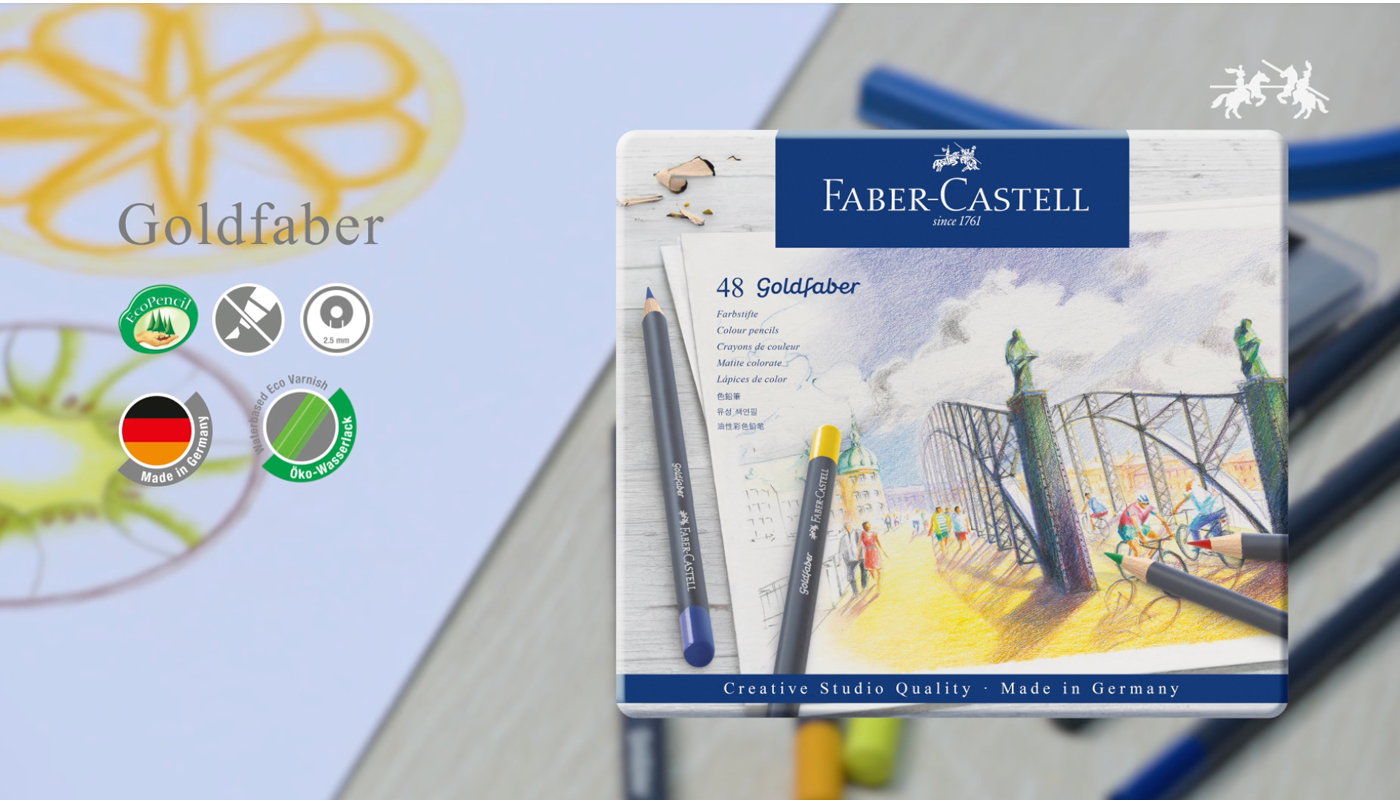 Goldfaber
EcoPencil
2.5 mm
Made in Germany
Waterbased Eco Varnish
Öko-Wasserlack
FABER-CASTELL
since 1761
48 Goldfaber
Farbstifte
Colour pencils
Crayons de couleur
Matite colorate
Lápices de color
色鉛筆
유성 색연필
油性彩色鉛笔
Goldfaber FABER-CASTELL
Goldfaber FABER-CASTELL
Creative Studio Quality · Made in Germany